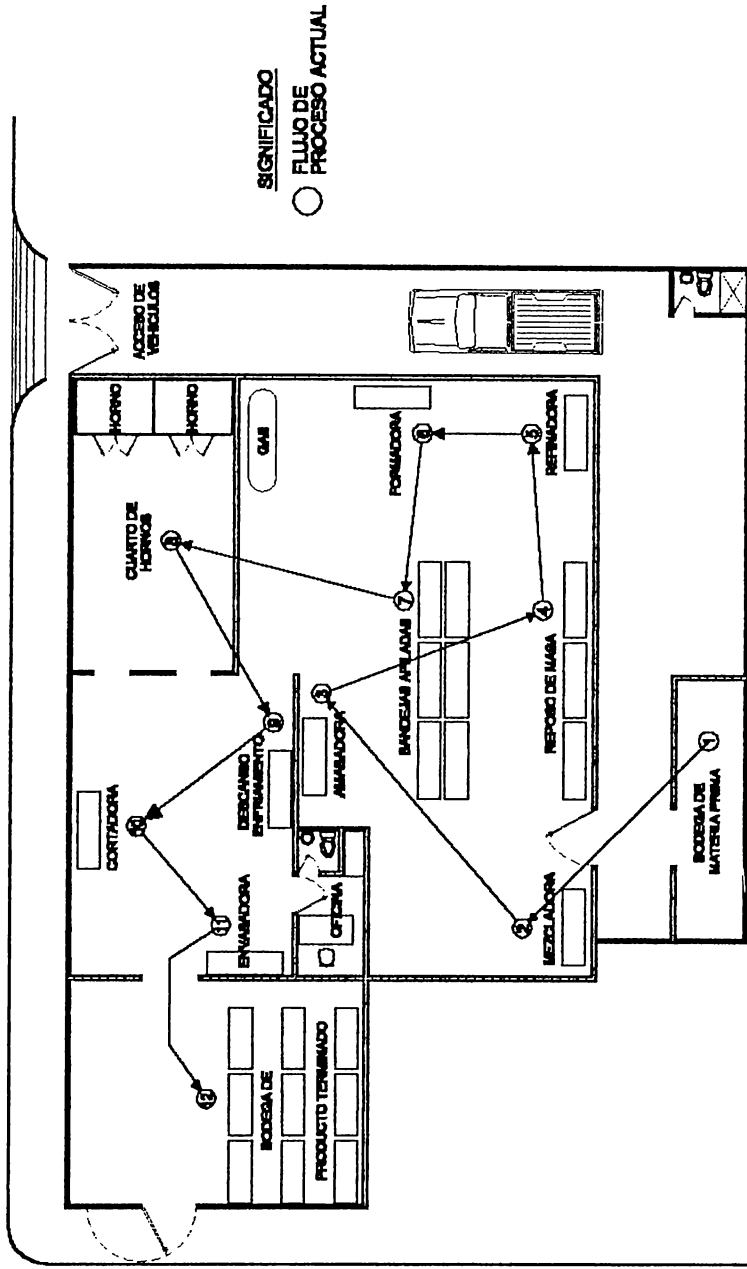 SIGNIFICADO
FLUJO DE
PROCESO ACTUAL
ACCESO DE
VEHICULOS
HORNO
HORNO
GAS
CUARTO DE
HORNOS
8
FORMADORA
6
5
REFINADORA
7
BANDEJAS APILADAS
4
REPOSO DE MASA
9
DESCANSO
ENFRIAMIENTO
3
AMASADORA
CORTADORA
10
11
ENVASADORA
OFICINA
2
MEZCLADORA
1
BODEGA DE
MATERIA PRIMA
12
BODEGA DE
PRODUCTO TERMINADO